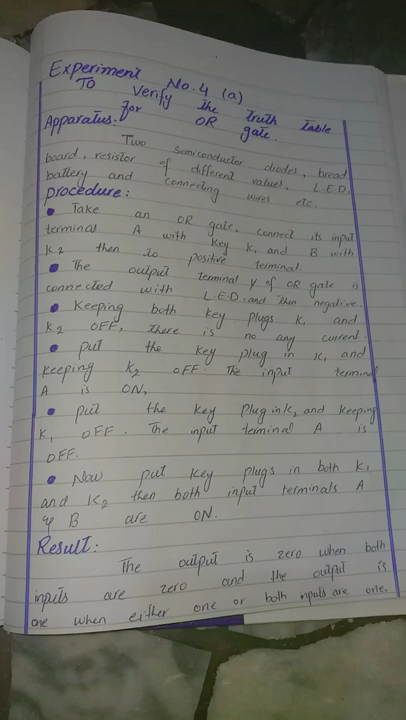 Experiment No. 4 (a)
To Verify the truth table
for OR gate.
Apparatus:
Two semiconductor diodes, bread
board, resistor of different values, L.E.D,
battery and connecting wires etc.
procedure:
• Take an OR gate, connect its input
terminal A with key K₁ and B with
K₂ then to positive terminal.
• The output terminal y of OR gate is
connected with L.E.D. and then negative.
• Keeping both key plugs K₁ and
K₂ OFF, there is no any current.
• put the key plug in K₁ and
keeping K₂ OFF. The input terminal
A is ON,
• put the key plug in K₂ and keeping
K₁ OFF. The input terminal A is
OFF.
• Now put key plugs in both K₁
and K₂ then both input terminals A
& B are ON.
Result:
The output is zero when both
inputs are zero and the output is
one when either one or both inputs are one.